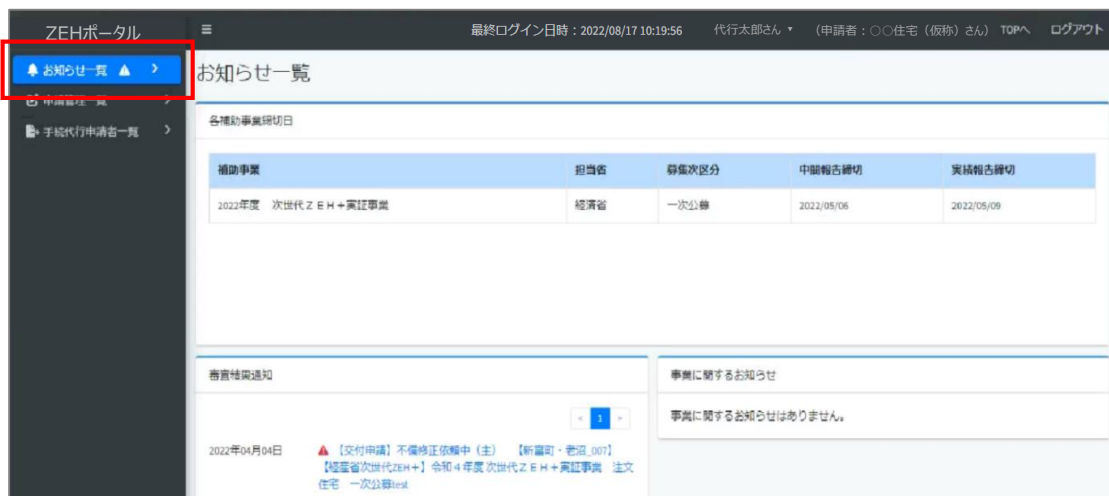 ZEHポータル
最終ログイン日時：2022/08/17 10:19:56 代行太郎さん ▾ （申請者：○○住宅（仮称）さん） TOPへ ログアウト
お知らせ一覧
申請管理一覧
手続代行申請者一覧
お知らせ一覧
各補助事業締切日
補助事業 担当省 募集次区分 中間報告締切 実績報告締切
2022年度 次世代ＺＥＨ+実証事業 経済省 一次公募 2022/05/06 2022/05/09
審査結果通知
< 1 >
2022年04月04日 【交付申請】不備修正依頼中（主） 【新富町・老沼_007】
【経産省次世代ZEH+】令和４年度次世代ＺＥＨ+実証事業 注文
住宅 一次公募test
事業に関するお知らせ
事業に関するお知らせはありません。